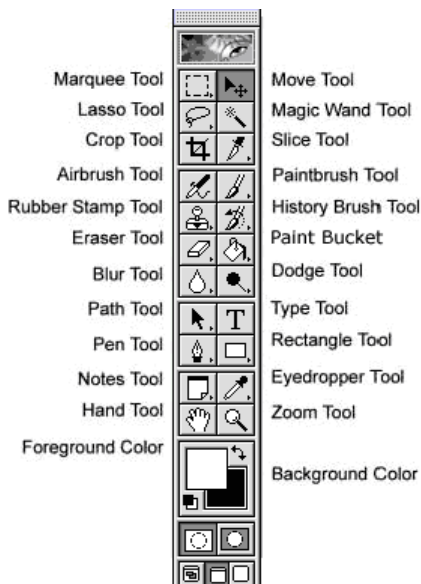 Marquee Tool Move Tool
Lasso Tool Magic Wand Tool
Crop Tool Slice Tool
Airbrush Tool Paintbrush Tool
Rubber Stamp Tool History Brush Tool
Eraser Tool Paint Bucket
Blur Tool Dodge Tool
Path Tool T Type Tool
Pen Tool Rectangle Tool
Notes Tool Eyedropper Tool
Hand Tool Zoom Tool
Foreground Color
Background Color